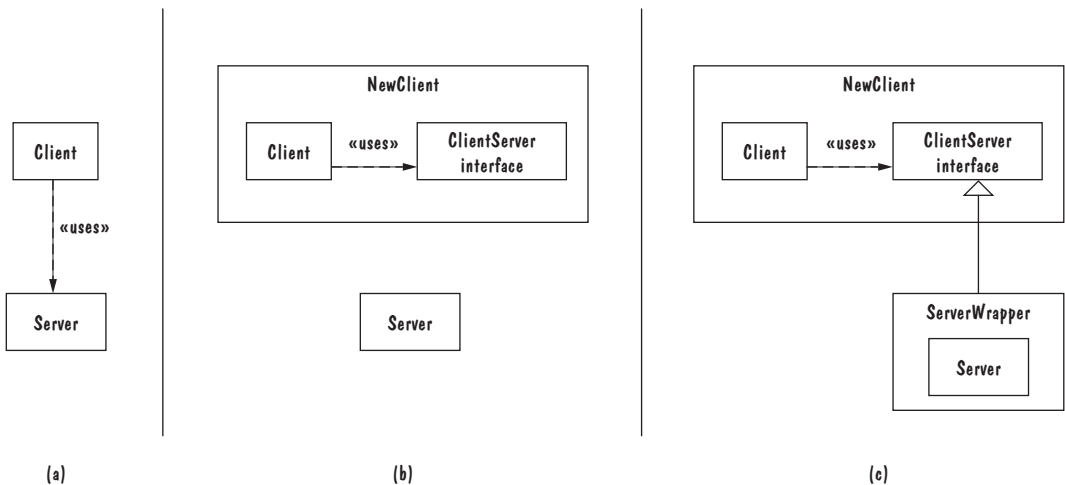 Client
«uses»
Server
(a)
NewClient
Client
«uses»
ClientServer
interface
Server
(b)
NewClient
Client
«uses»
ClientServer
interface
ServerWrapper
Server
(c)